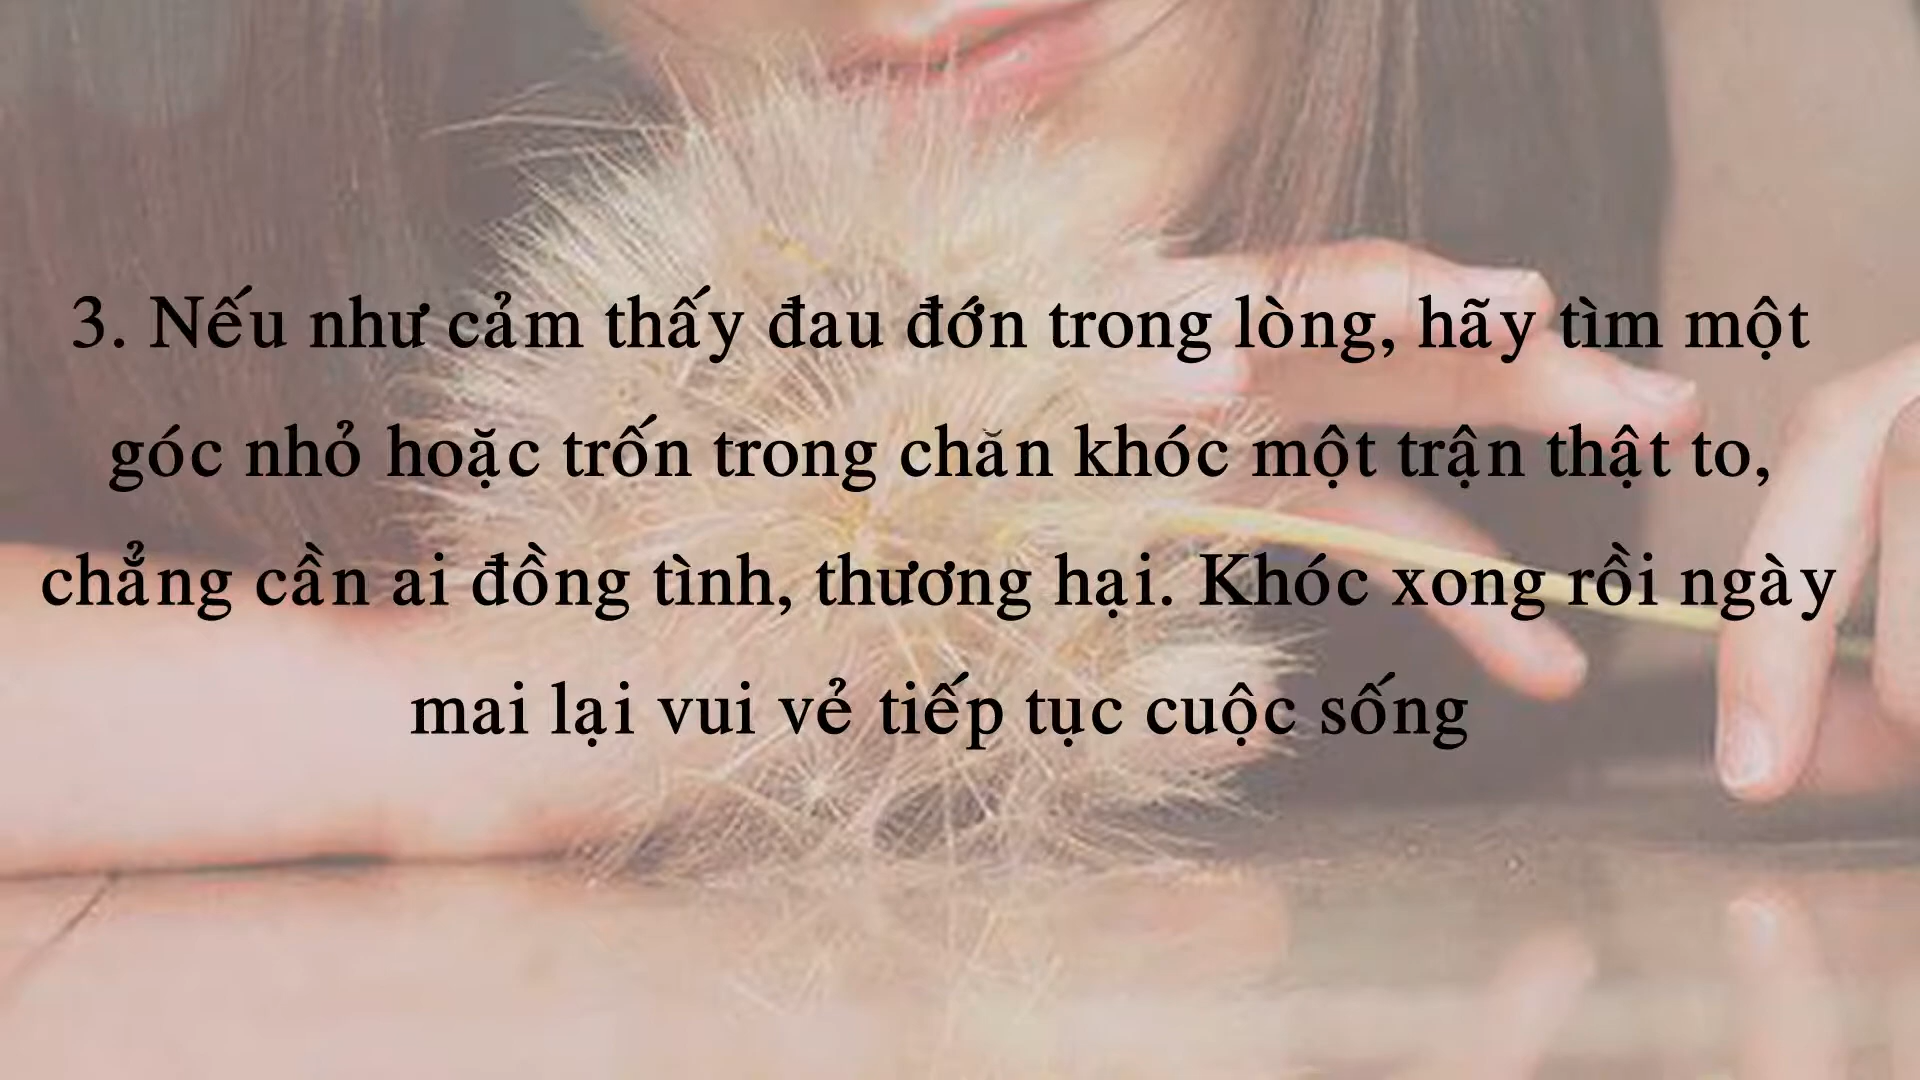 3. Nếu như cảm thấy đau đớn trong lòng, hãy tìm một
góc nhỏ hoặc trốn trong chăn khóc một trận thật to,
chẳng cần ai đồng tình, thương hại. Khóc xong rồi ngày
mai lại vui vẻ tiếp tục cuộc sống